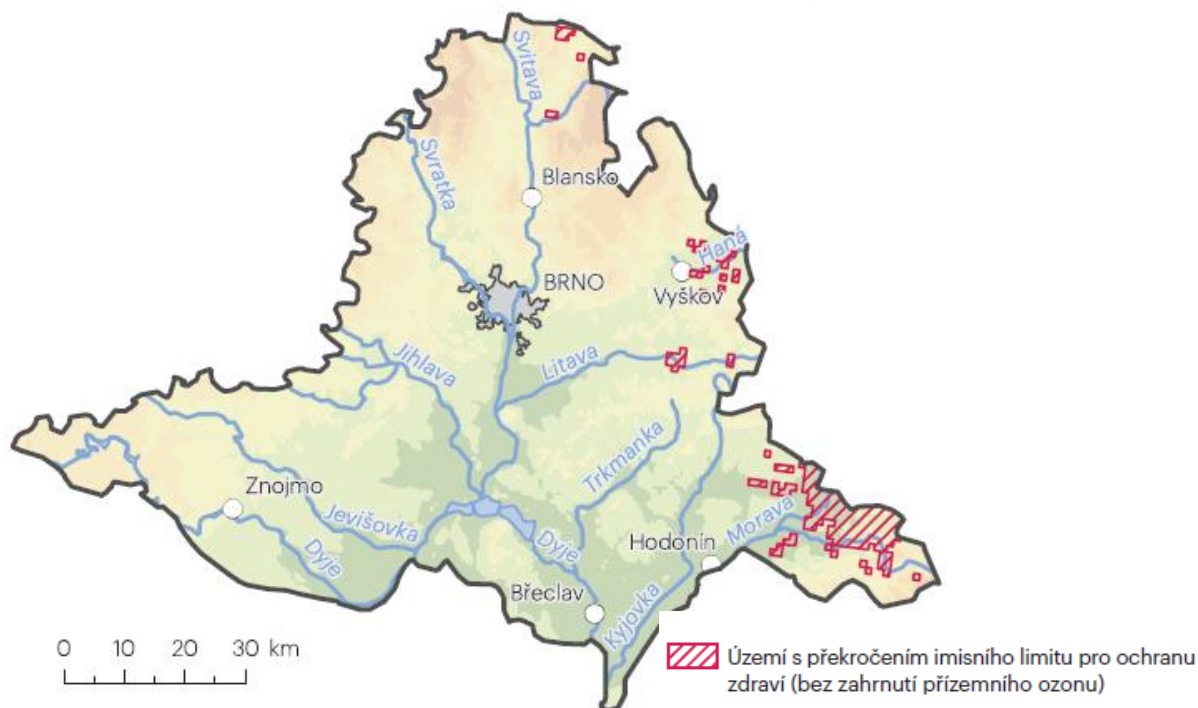 Svitava
Svratka
Blansko
Haná
BRNO
Vyškov
Jihlava
Litava
Trkmanka
Znojmo
Jevišovka
Morava
Hodonín
Dyje
Dyje
Břeclav
Kyjovka
0 10 20 30 km
Území s překročením imisního limitu pro ochranu
zdraví (bez zahrnutí přízemního ozonu)